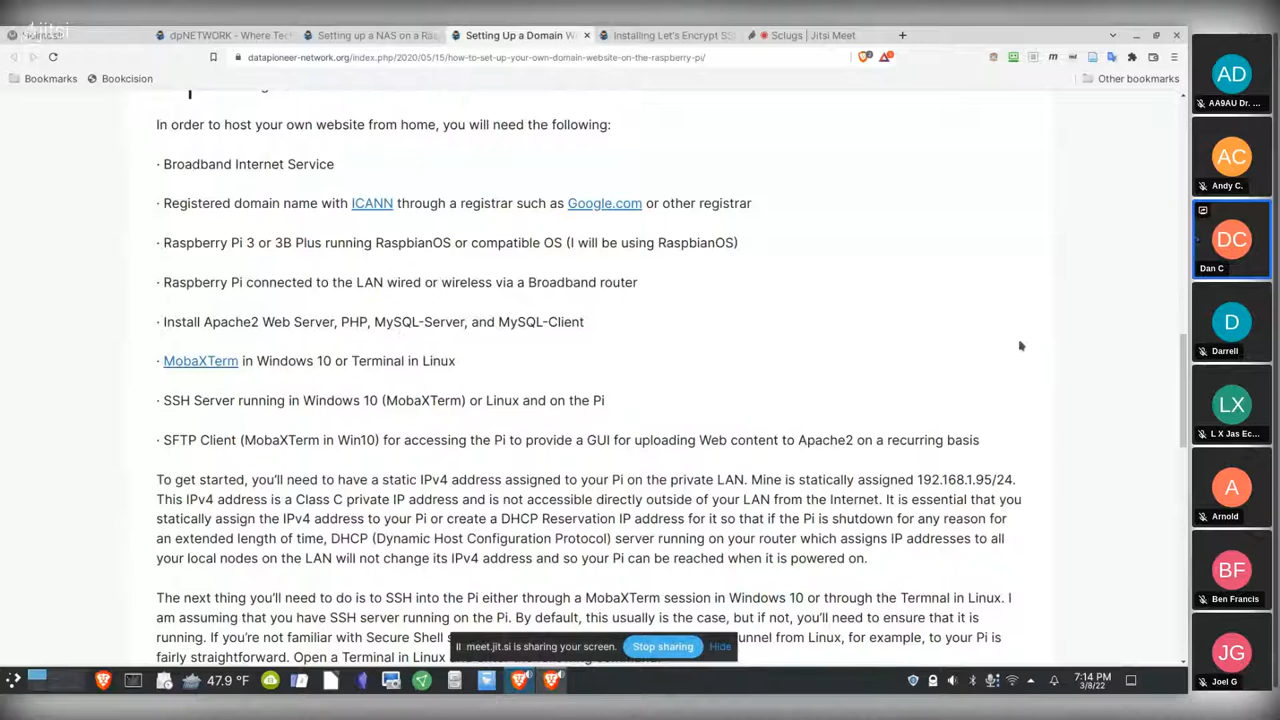 jitsi
dpNETWORK - Where Tec
Setting up a NAS on a Ras
Setting Up a Domain W
Installing Let's Encrypt SS
Sclugs | Jitsi Meet
datapioneer-network.org/index.php/2020/05/15/how-to-set-up-your-own-domain-website-on-the-raspberry-pi/
Bookmarks
Bookcision
Other bookmarks
In order to host your own website from home, you will need the following:
· Broadband Internet Service
· Registered domain name with ICANN through a registrar such as Google.com or other registrar
· Raspberry Pi 3 or 3B Plus running RaspbianOS or compatible OS (I will be using RaspbianOS)
· Raspberry Pi connected to the LAN wired or wireless via a Broadband router
· Install Apache2 Web Server, PHP, MySQL-Server, and MySQL-Client
· MobaXTerm in Windows 10 or Terminal in Linux
· SSH Server running in Windows 10 (MobaXTerm) or Linux and on the Pi
· SFTP Client (MobaXTerm in Win10) for accessing the Pi to provide a GUI for uploading Web content to Apache2 on a recurring basis
To get started, you'll need to have a static IPv4 address assigned to your Pi on the private LAN. Mine is statically assigned 192.168.1.95/24.
This IPv4 address is a Class C private IP address and is not accessible directly outside of your LAN from the Internet. It is essential that you
statically assign the IPv4 address to your Pi or create a DHCP Reservation IP address for it so that if the Pi is shutdown for any reason for
an extended length of time, DHCP (Dynamic Host Configuration Protocol) server running on your router which assigns IP addresses to all
your local nodes on the LAN will not change its IPv4 address and so your Pi can be reached when it is powered on.
The next thing you'll need to do is to SSH into the Pi either through a MobaXTerm session in Windows 10 or through the Termnal in Linux. I
am assuming that you have SSH server running on the Pi. By default, this usually is the case, but if not, you'll need to ensure that it is
running. If you're not familiar with Secure Shell s unnel from Linux, for example, to your Pi is
fairly straightforward. Open a Terminal in Linux
meet.jit.si is sharing your screen.
Stop sharing
Hide
47.9 °F
7:14 PM
3/8/22
AD
AA9AU Dr. ...
AC
Andy C.
DC
Dan C
D
Darrell
LX
L X Jas Ec...
A
Arnold
BF
Ben Francis
JG
Joel G